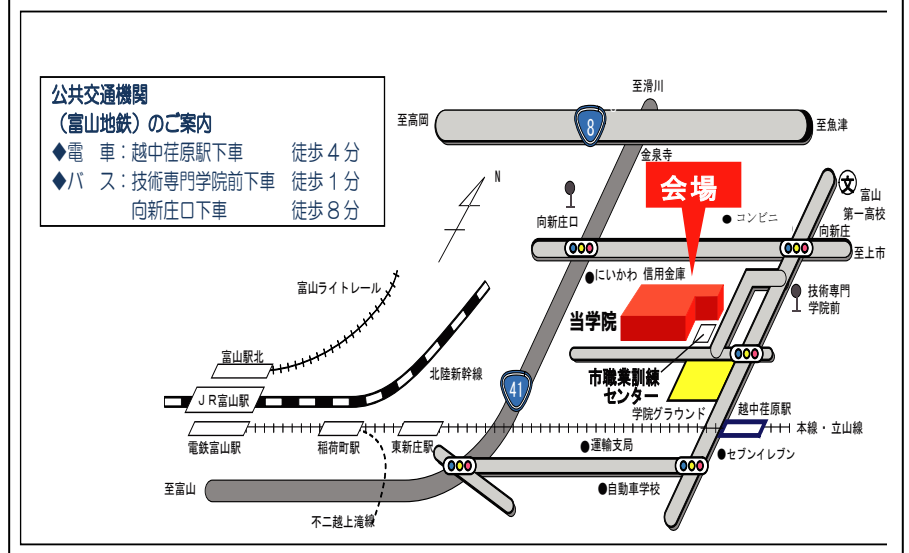 公共交通機関
(富山地鉄)のご案内
◆電　車:越中荏原駅下車　徒歩4分
◆バ　ス:技術専門学院前下車　徒歩1分
向新庄口下車　徒歩8分
至滑川
至高岡
8
至魚津
金泉寺
N
会場
文
富山
第一高校
向新庄口
コンビニ
向新庄
至上市
にいかわ 信用金庫
富山ライトレール
技術専門
学院前
当学院
富山駅北
北陸新幹線
市職業訓練
センター
41
JR富山駅
学院グラウンド
越中荏原駅
電鉄富山駅
稲荷町駅
東新庄駅
本線・立山線
運輸支局
セブンイレブン
至富山
自動車学校
不二越上滝線